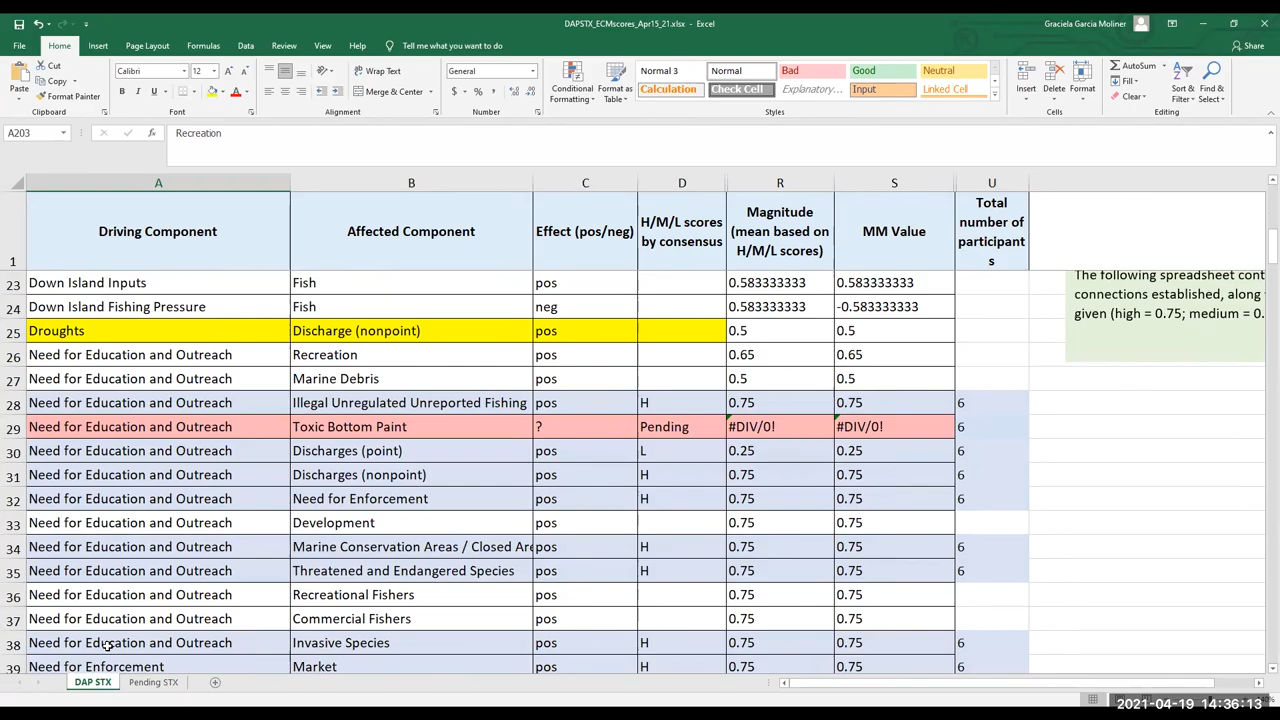 DAPSTX_ECMscores_Apr15_21.xlsx - Excel
Graciela Garcia Moliner
File Home Insert Page Layout Formulas Data Review View Help Tell me what you want to do Share
Paste Cut Copy Format Painter Clipboard
Calibri 12 Font
Wrap Text Merge & Center Alignment
General Number
Conditional Formatting Format as Table
Normal 3 Normal Bad Good Neutral
Calculation Check Cell Explanatory ... Input Linked Cell
Styles
Insert Delete Format Cells
AutoSum Fill Clear Sort & Filter Find & Select Editing
A203 Recreation
A B C D R S U
1 Driving Component Affected Component Effect (pos/neg) H/M/L scores by consensus Magnitude (mean based on H/M/L scores) MM Value Total number of participants
23 Down Island Inputs Fish pos 0.583333333 0.583333333
24 Down Island Fishing Pressure Fish neg 0.583333333 -0.583333333
25 Droughts Discharge (nonpoint) pos 0.5 0.5
26 Need for Education and Outreach Recreation pos 0.65 0.65
27 Need for Education and Outreach Marine Debris pos 0.5 0.5
28 Need for Education and Outreach Illegal Unregulated Unreported Fishing pos H 0.75 0.75 6
29 Need for Education and Outreach Toxic Bottom Paint ? Pending #DIV/0! #DIV/0! 6
30 Need for Education and Outreach Discharges (point) pos L 0.25 0.25 6
31 Need for Education and Outreach Discharges (nonpoint) pos H 0.75 0.75 6
32 Need for Education and Outreach Need for Enforcement pos H 0.75 0.75 6
33 Need for Education and Outreach Development pos 0.75 0.75
34 Need for Education and Outreach Marine Conservation Areas / Closed Are pos H 0.75 0.75 6
35 Need for Education and Outreach Threatened and Endangered Species pos H 0.75 0.75 6
36 Need for Education and Outreach Recreational Fishers pos 0.75 0.75
37 Need for Education and Outreach Commercial Fishers pos 0.75 0.75
38 Need for Education and Outreach Invasive Species pos H 0.75 0.75 6
39 Need for Enforcement Market pos H 0.75 0.75 6
The following spreadsheet cont
connections established, along
given (high = 0.75; medium = 0.
DAP STX Pending STX
2021-04-19 14:36:13